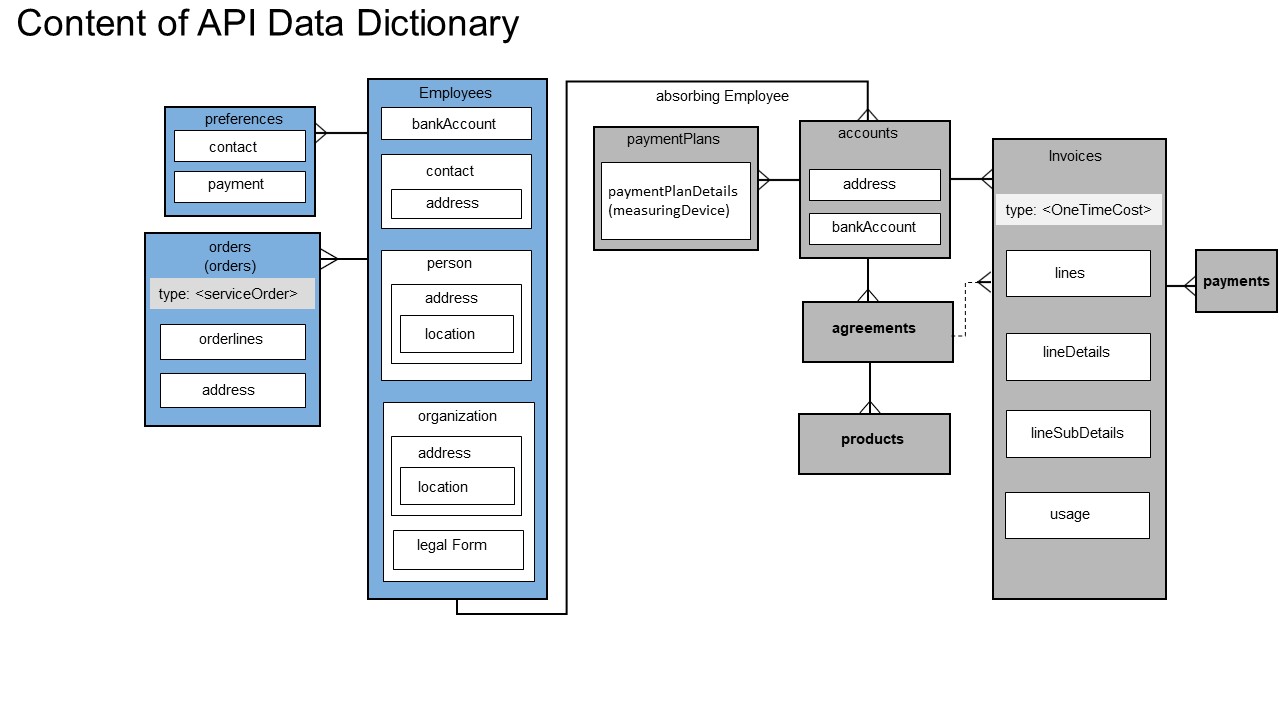 Content of API Data Dictionary
preferences
contact
payment
orders
(orders)
type: <serviceOrder>
orderlines
address
Employees
bankAccount
contact
address
person
address
location
organization
address
location
legal Form
absorbing Employee
paymentPlans
paymentPlanDetails
(measuringDevice)
accounts
address
bankAccount
agreements
products
Invoices
type: <OneTimeCost>
lines
lineDetails
lineSubDetails
usage
payments